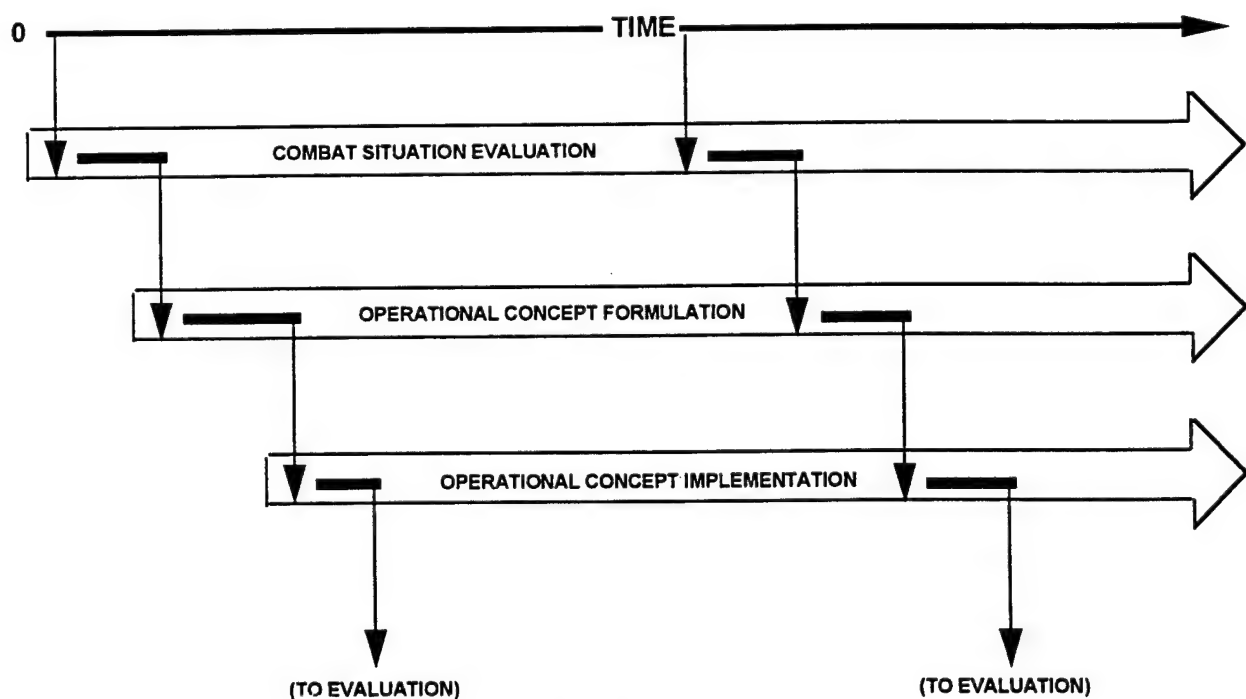 0
TIME
COMBAT SITUATION EVALUATION
OPERATIONAL CONCEPT FORMULATION
OPERATIONAL CONCEPT IMPLEMENTATION
(TO EVALUATION)
(TO EVALUATION)